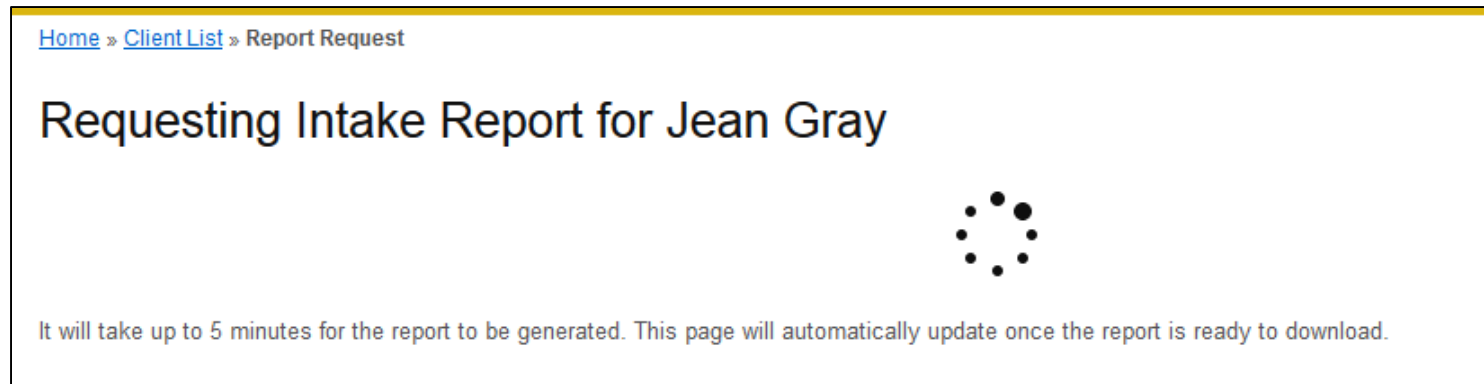 Home » Client List » Report Request
Requesting Intake Report for Jean Gray
It will take up to 5 minutes for the report to be generated. This page will automatically update once the report is ready to download.